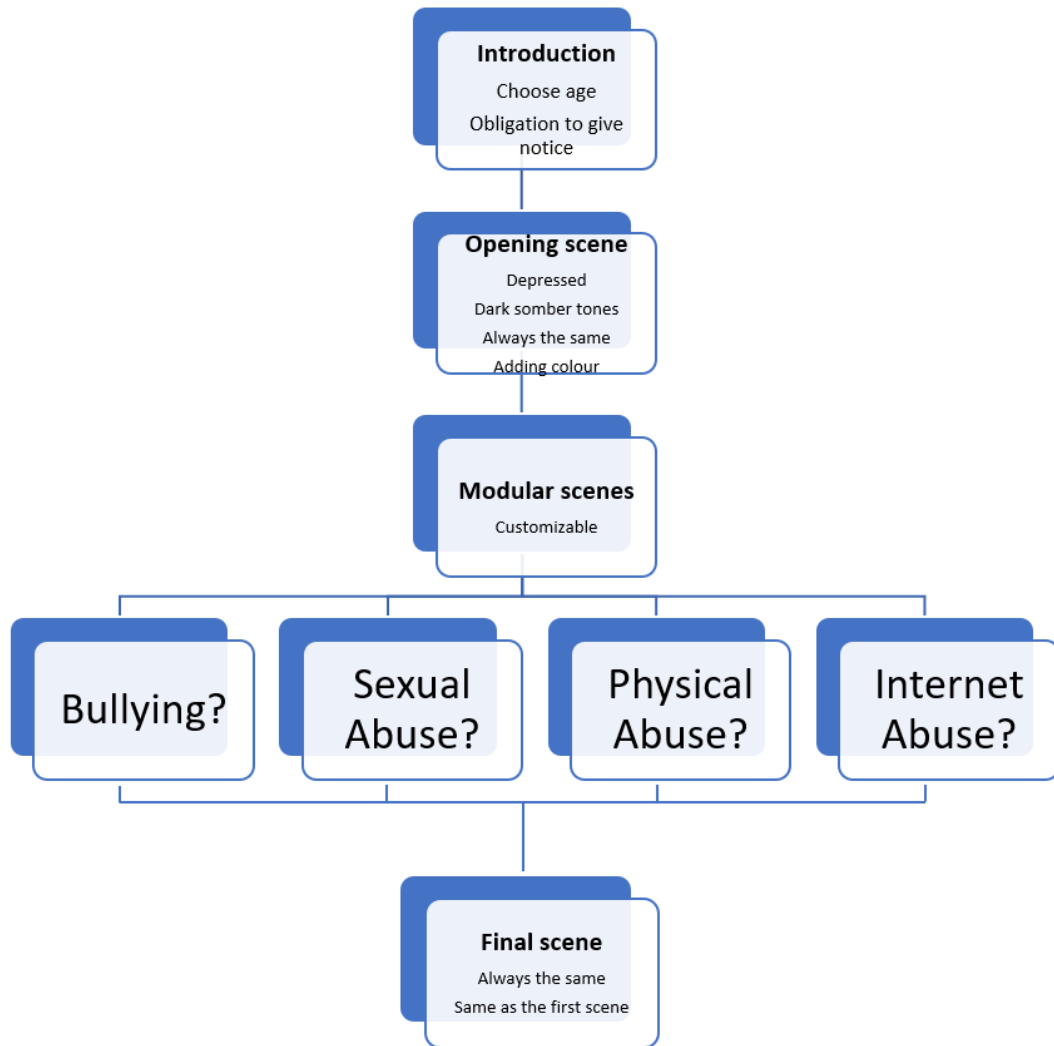 Introduction
Choose age
Obligation to give
notice
Opening scene
Depressed
Dark somber tones
Always the same
Adding colour
Modular scenes
Customizable
Bullying?
Sexual
Abuse?
Physical
Abuse?
Internet
Abuse?
Final scene
Always the same
Same as the first scene